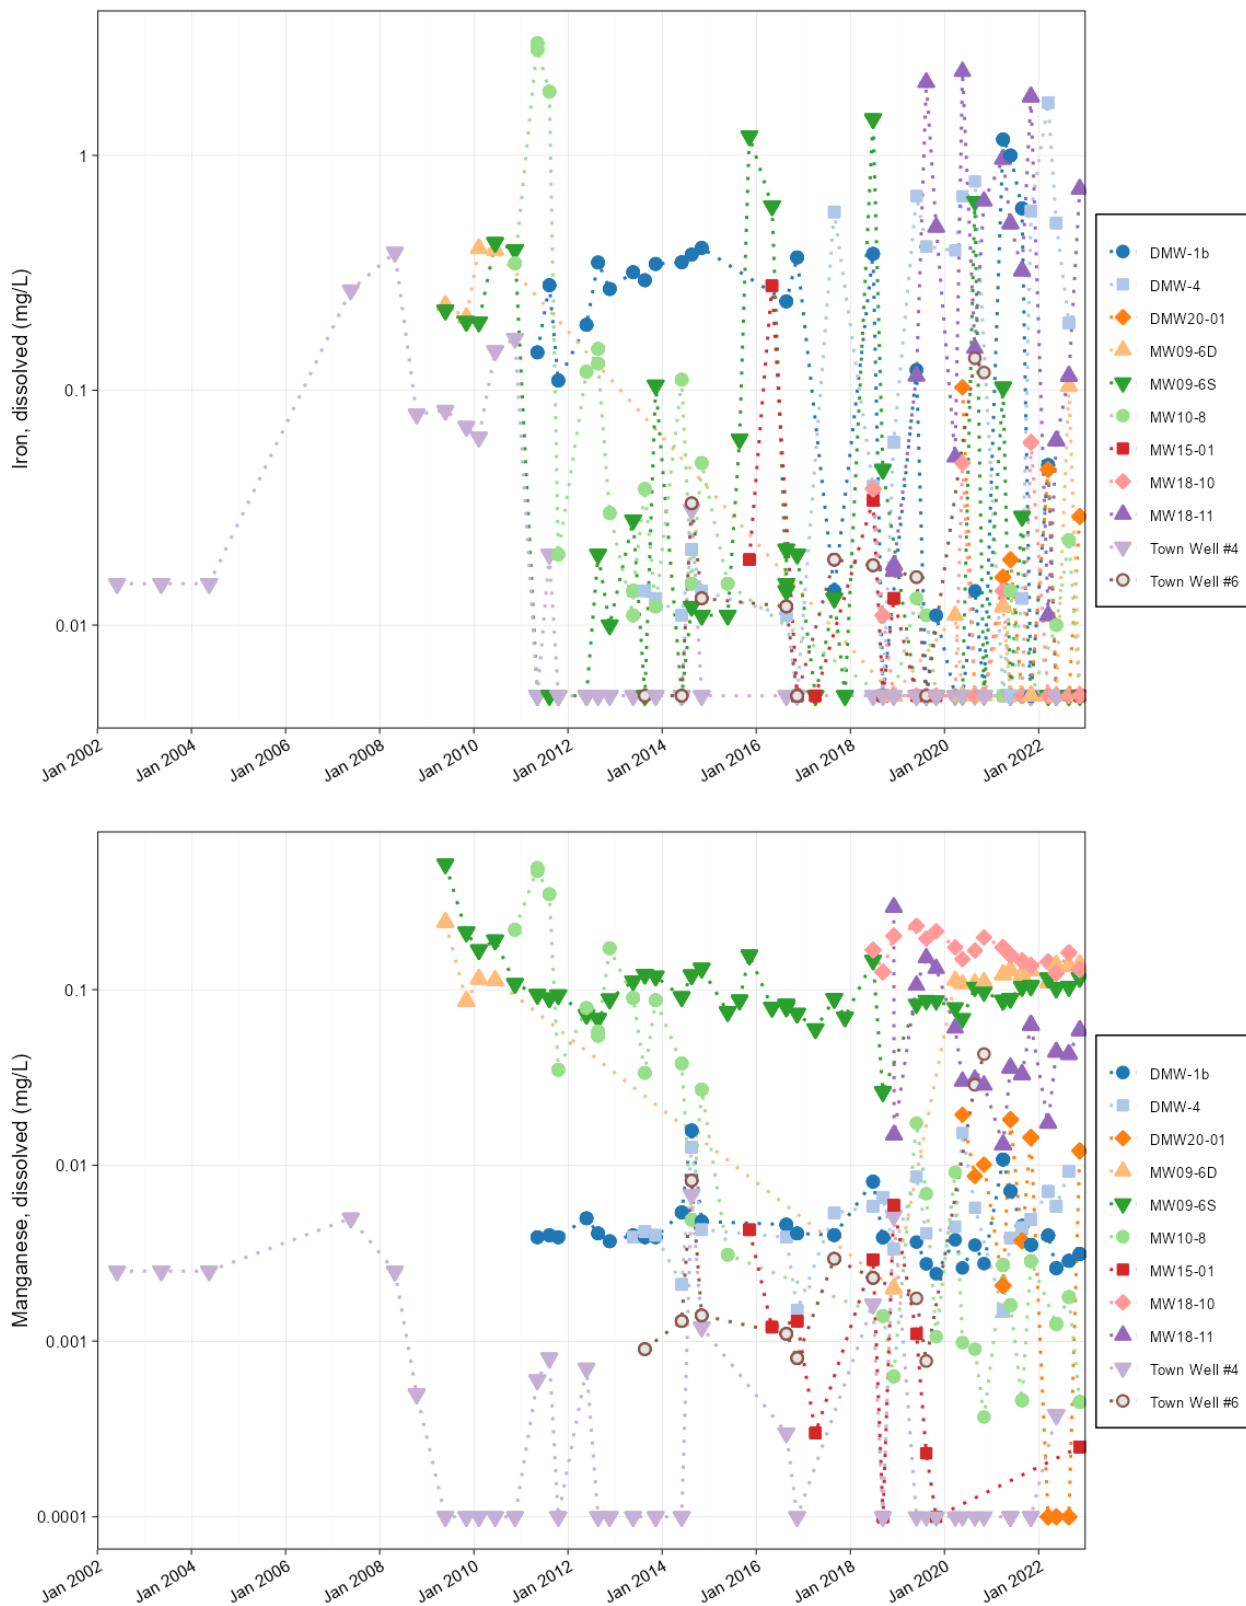 Iron, dissolved (mg/L)
1
0.1
0.01
Jan 2002
Jan 2004
Jan 2006
Jan 2008
Jan 2010
Jan 2012
Jan 2014
Jan 2016
Jan 2018
Jan 2020
Jan 2022
DMW-1b
DMW-4
DMW20-01
MW09-6D
MW09-6S
MW10-8
MW15-01
MW18-10
MW18-11
Town Well #4
Town Well #6
Manganese, dissolved (mg/L)
0.1
0.01
0.001
0.0001
Jan 2002
Jan 2004
Jan 2006
Jan 2008
Jan 2010
Jan 2012
Jan 2014
Jan 2016
Jan 2018
Jan 2020
Jan 2022
DMW-1b
DMW-4
DMW20-01
MW09-6D
MW09-6S
MW10-8
MW15-01
MW18-10
MW18-11
Town Well #4
Town Well #6